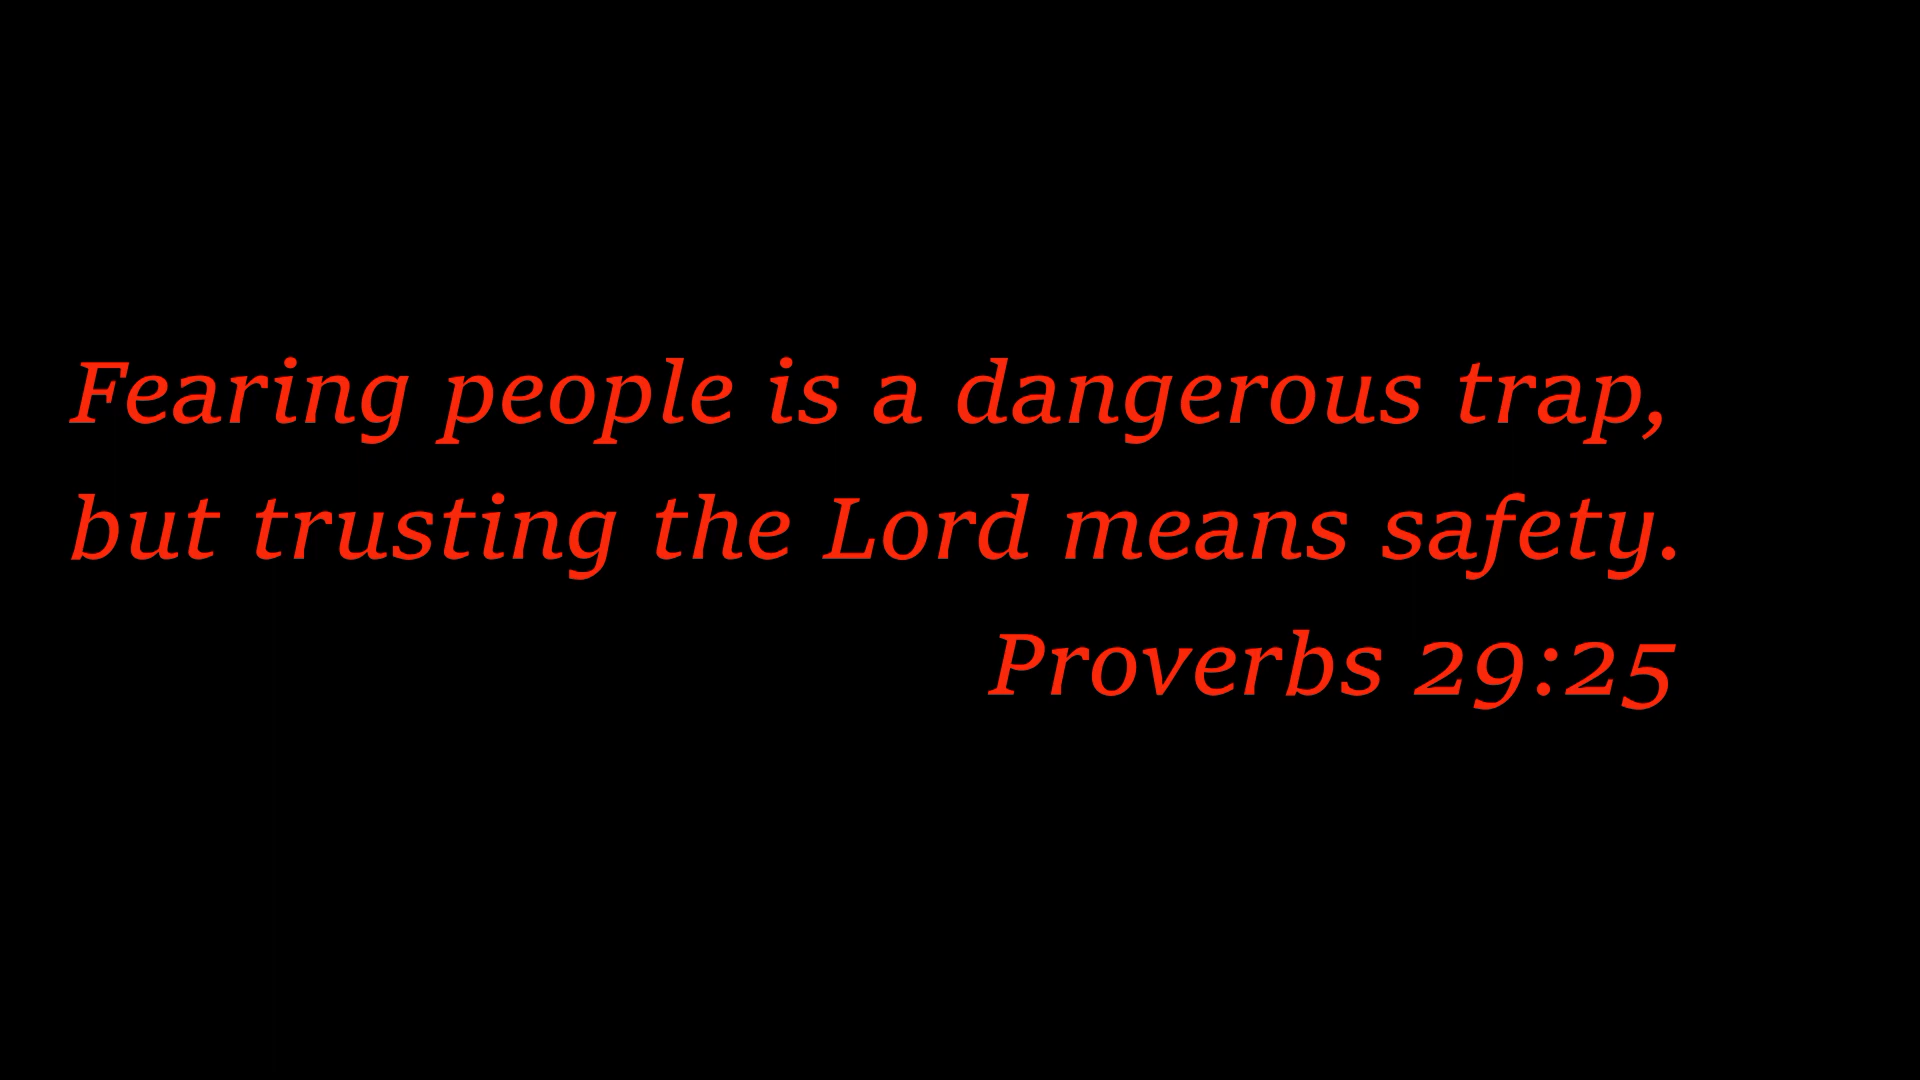 Fearing people is a dangerous trap,
but trusting the Lord means safety.
Proverbs 29:25